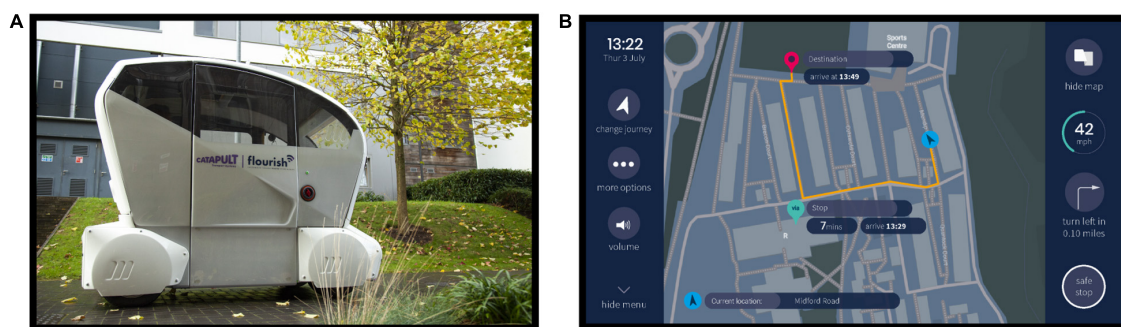 A
CATAPULT flourish
B
13:22
Thur 3 July
change journey
more options
volume
hide menu
Sports
Centre
Destination
arrive at 13:49
via
Stop
7mins
arrive 13:29
Current location:
Midford Road
hide map
42
mph
turn left in
0.10 miles
safe
stop